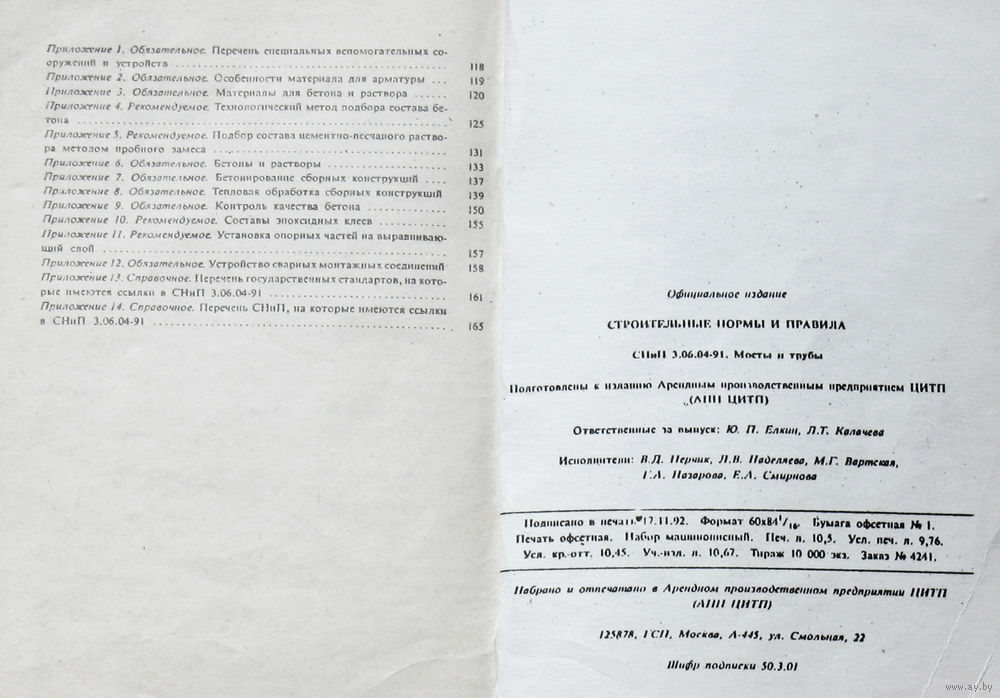 Приложение 1. Обязательное. Перечень специальных вспомогательных со-
оружений и устройств .......... 118
Приложение 2. Обязательное. Особенности материала для арматуры ... 119
Приложение 3. Обязательное. Материалы для бетона и раствора ...... 120
Приложение 4. Рекомендуемое. Технологический метод подбора состава бе-
тона .......... 125
Приложение 5. Рекомендуемое. Подбор состава цементно-песчаного раство-
ра методом пробного замеса .......... 131
Приложение 6. Обязательное. Бетоны и растворы .......... 133
Приложение 7. Обязательное. Бетонирование сборных конструкций .... 137
Приложение 8. Обязательное. Тепловая обработка сборных конструкций 139
Приложение 9. Обязательное. Контроль качества бетона .......... 150
Приложение 10. Рекомендуемое. Составы эпоксидных клеев .......... 155
Приложение 11. Рекомендуемое. Установка опорных частей на выравниваю-
щий слой .......... 157
Приложение 12. Обязательное. Устройство сварных монтажных соединений 158
Приложение 13. Справочное. Перечень государственных стандартов, на кото-
рые имеются ссылки в СНиП 3.06.04-91 .......... 161
Приложение 14. Справочное. Перечень СНиП, на которые имеются ссылки
в СНиП 3.06.04-91 .......... 165
Официальное издание
СТРОИТЕЛЬНЫЕ НОРМЫ И ПРАВИЛА
СНиП 3.06.04-91. Мосты и трубы
Подготовлены к изданию Арендным производственным предприятием ЦИТП
(АПП ЦИТП)
Ответственные за выпуск: Ю. П. Елкин, Л.Т. Калачева
Исполнители: В.Д. Перчик, Л.В. Наделяева, М.Г. Вартская,
Г.А. Назарова, Е.А. Смирнова
Подписано в печать 17.11.92. Формат 60х84 1/16. Бумага офсетная № 1.
Печать офсетная. Набор машинописный. Печ. л. 10,5. Усл. печ. л. 9,76.
Усл. кр.-отт. 10,45. Уч.-изд. л. 10,67. Тираж 10 000 экз. Заказ № 4241.
Набрано и отпечатано в Арендном производственном предприятии ЦИТП
(АПП ЦИТП)
125878, ГСП, Москва, А-445, ул. Смольная, 22
Шифр подписки 50.3.01
www.ay.by